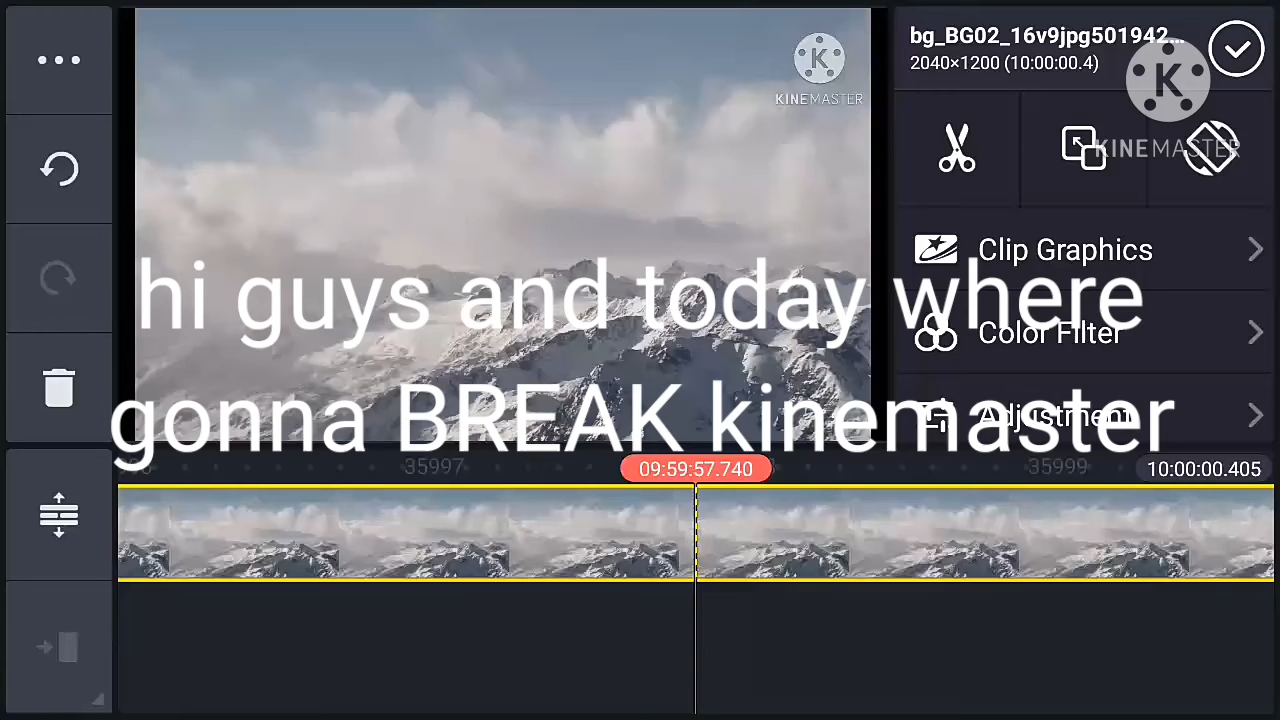 bg_BG02_16v9jpg501942...
2040×1200 (10:00:00.4)
K
KINEMASTER
K
KINEMASTER
Clip Graphics
Color Filter
Adjustment
hi guys and today where
gonna BREAK kinemaster
35997
09:59:57.740
35999
10:00:00.405